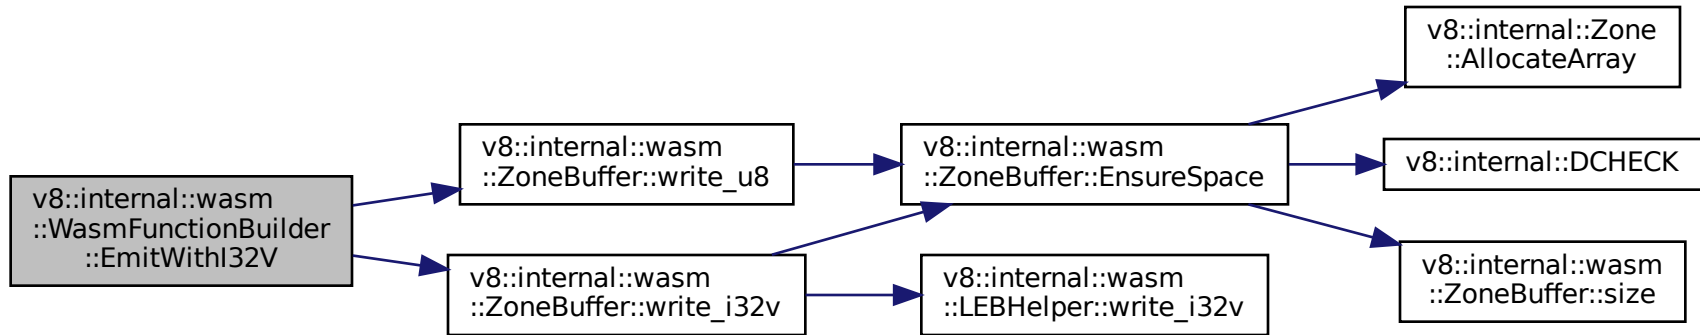 v8::internal::wasm
::WasmFunctionBuilder
::EmitWithI32V
v8::internal::wasm
::ZoneBuffer::write_u8
v8::internal::wasm
::ZoneBuffer::write_i32v
v8::internal::wasm
::ZoneBuffer::EnsureSpace
v8::internal::wasm
::LEBHelper::write_i32v
v8::internal::Zone
::AllocateArray
v8::internal::DCHECK
v8::internal::wasm
::ZoneBuffer::size